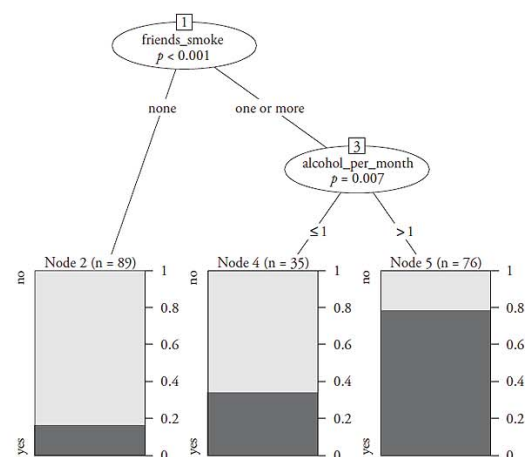 1
friends_smoke
p < 0.001
none
one or more
3
alcohol_per_month
p = 0.007
≤ 1
> 1
Node 2 (n = 89)
no
yes
1
0.8
0.6
0.4
0.2
0
Node 4 (n = 35)
no
yes
1
0.8
0.6
0.4
0.2
0
Node 5 (n = 76)
no
yes
1
0.8
0.6
0.4
0.2
0